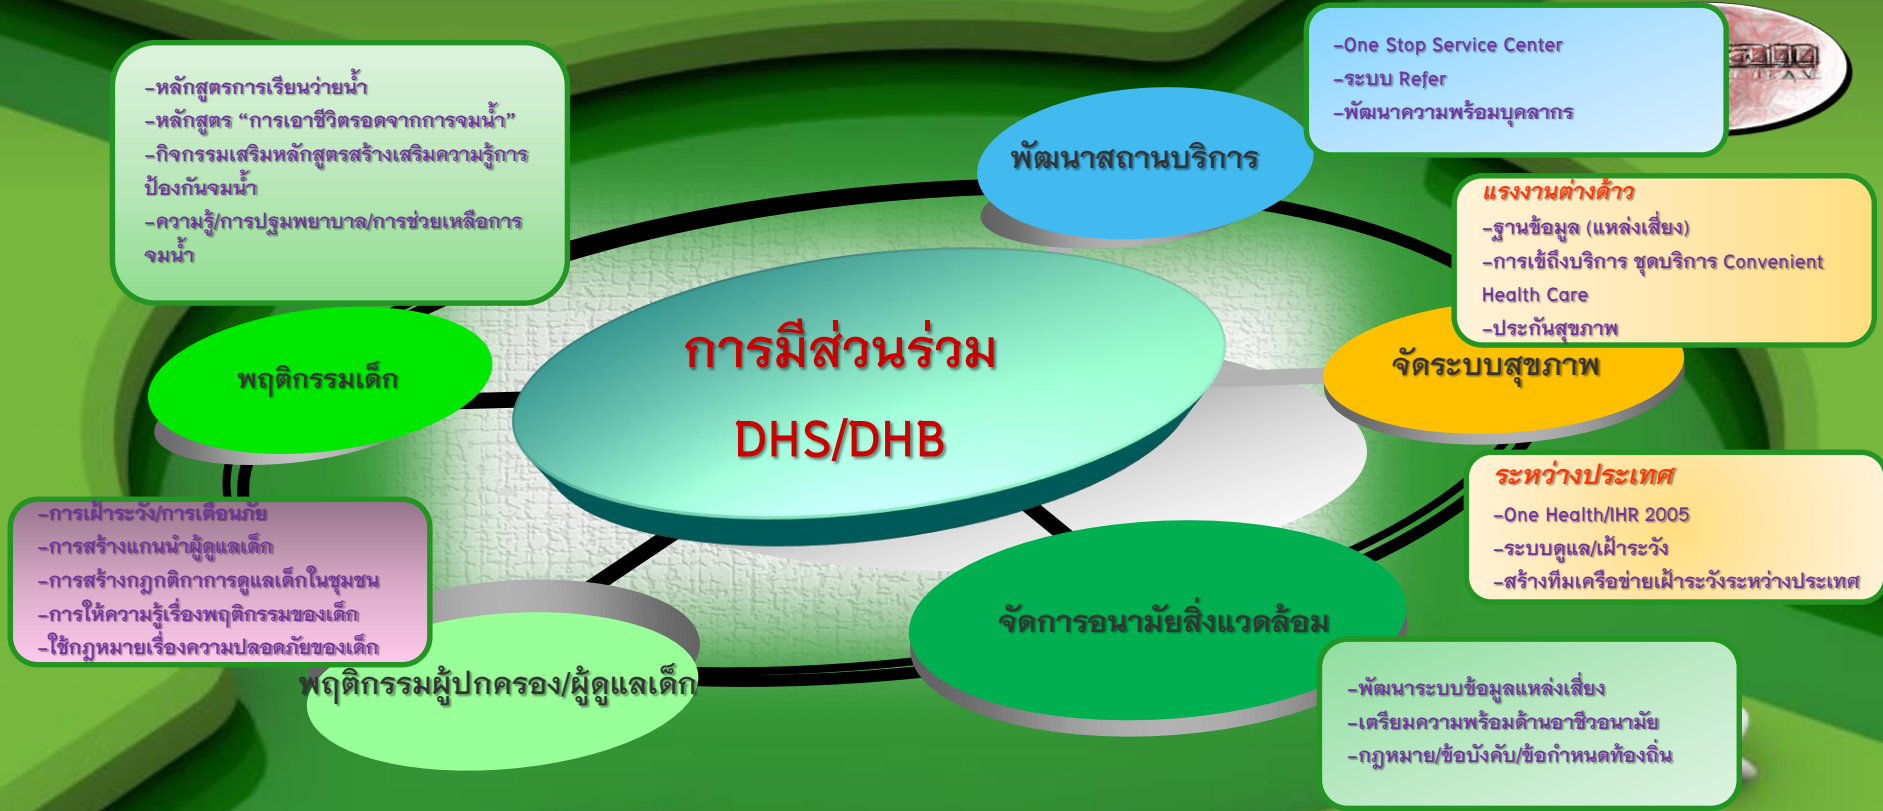 -หลักสูตรการเรียนว่ายน้ำ
-หลักสูตร “การเอาชีวิตรอดจากการจมน้ำ”
-กิจกรรมเสริมหลักสูตรสร้างเสริมความรู้การ
ป้องกันจมน้ำ
-ความรู้/การปฐมพยาบาล/การช่วยเหลือการ
จมน้ำ
พฤติกรรมเด็ก
-การเฝ้าระวัง/การเตือนภัย
-การสร้างแกนนำผู้ดูแลเด็ก
-การสร้างกฎกติกาการดูแลเด็กในชุมชน
-การให้ความรู้เรื่องพฤติกรรมของเด็ก
-ใช้กฎหมายเรื่องความปลอดภัยของเด็ก
พฤติกรรมผู้ปกครอง/ผู้ดูแลเด็ก
การมีส่วนร่วม
DHS/DHB
พัฒนาสถานบริการ
-One Stop Service Center
-ระบบ Refer
-พัฒนาความพร้อมบุคลากร
แรงงานต่างด้าว
-ฐานข้อมูล (แหล่งเสี่ยง)
-การเข้ถึงบริการ ชุดบริการ Convenient
Health Care
-ประกันสุขภาพ
จัดระบบสุขภาพ
ระหว่างประเทศ
-One Health/IHR 2005
-ระบบดูแล/เฝ้าระวัง
-สร้างทีมเครือข่ายเฝ้าระวังระหว่างประเทศ
จัดการอนามัยสิ่งแวดล้อม
-พัฒนาระบบข้อมูลแหล่งเสี่ยง
-เตรียมความพร้อมด้านอาชีวอนามัย
-กฎหมาย/ข้อบังคับ/ข้อกำหนดท้องถิ่น